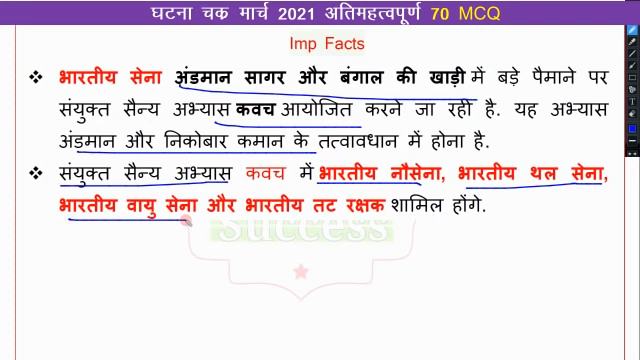 घटना चक्र मार्च 2021 अतिमहत्वपूर्ण 70 MCQ
Imp Facts
❖ भारतीय सेना अंडमान सागर और बंगाल की खाड़ी में बड़े पैमाने पर
संयुक्त सैन्य अभ्यास कवच आयोजित करने जा रही है. यह अभ्यास
अंडमान और निकोबार कमान के तत्वावधान में होना है.
❖ संयुक्त सैन्य अभ्यास कवच में भारतीय नौसेना, भारतीय थल सेना,
भारतीय वायु सेना और भारतीय तट रक्षक शामिल होंगे.
Success